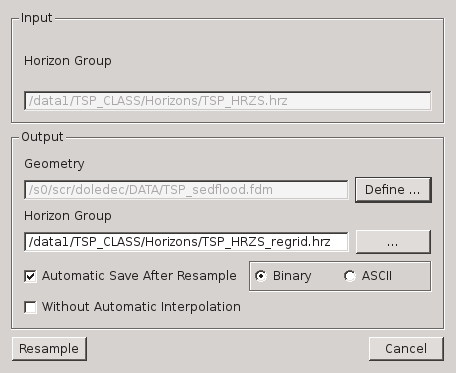 Input
Horizon Group
/data1/TSP_CLASS/Horizons/TSP_HRZS.hrz
Output
Geometry
/s0/scr/doledec/DATA/TSP_sedflood.fdm
Define ...
Horizon Group
/data1/TSP_CLASS/Horizons/TSP_HRZS_regrid.hrz
...
Automatic Save After Resample
Binary
ASCII
Without Automatic Interpolation
Resample
Cancel